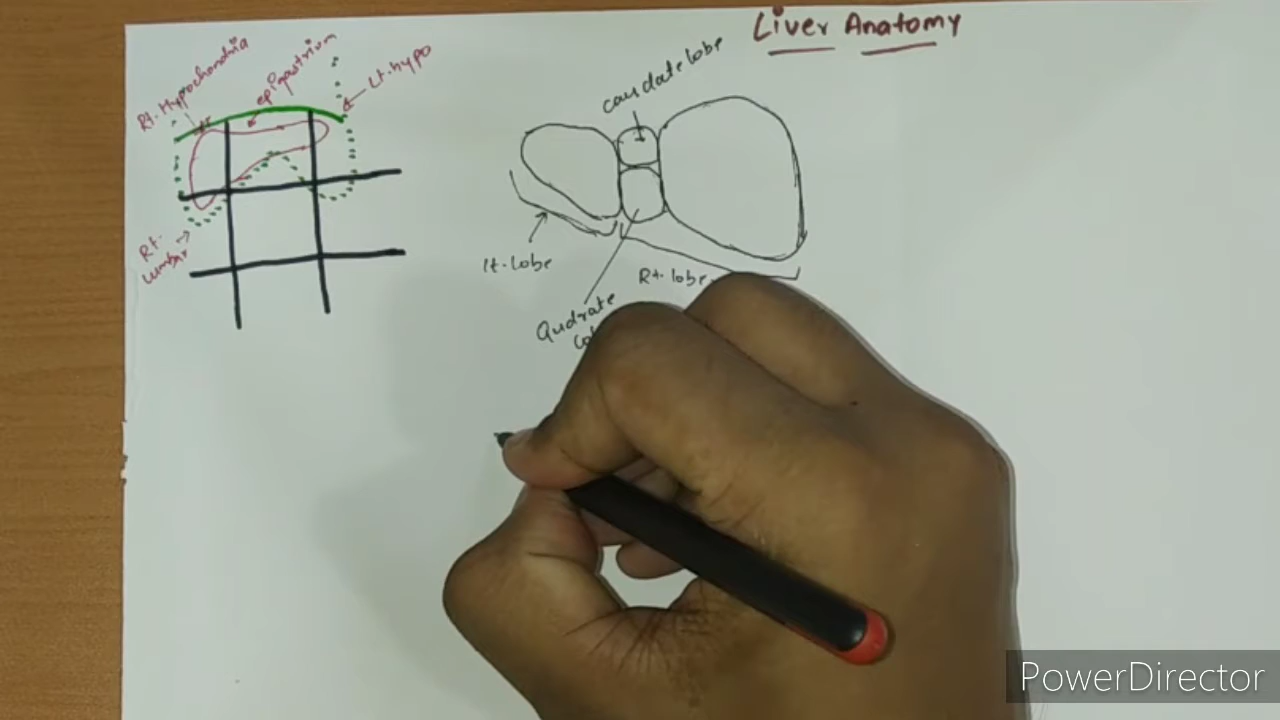 Liver Anatomy
Rt. Hypochondria
epigastrium
Lt. hypo
caudate lobe
Rt.
lumbar
lt. lobe
Rt. lobe
Qudrate
PowerDirector